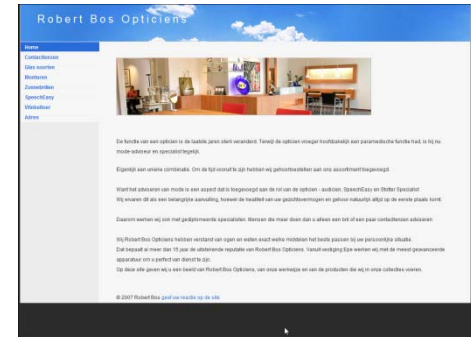 Robert Bos Opticiens
Home
Contactlenzen
Glas soorten
Monturen
Zonnebrillen
SpeechEasy
Winkelsfeer
Adres
De functie van een opticien is de laatste jaren sterk veranderd. Terwijl de opticien vroeger hoofdzakelijk een paramedische functie had, is hij nu
mode-adviseur en specialist tegelijk.
Eigenlijk een unieke combinatie. Om de tijd vooruit te zijn hebben wij gehoortoestellen aan ons assortiment toegevoegd.
Want het adviseren van mode is een aspect dat is toegevoegd aan de rol van de opticien - audicien, SpeechEasy en Stotter Specialist
Wij ervaren dit als een belangrijke aanvulling, hoewel de kwaliteit van uw gezichtsvermogen en gehoor natuurlijk altijd op de eerste plaats komt.
Daarom werken wij ook met gediplomeerde specialisten. Mensen die meer doen dan u alleen een bril of een paar contactlenzen adviseren
Wij Robert Bos Opticiens hebben verstand van ogen en weten exact welke middelen het beste passen bij uw persoonlijke situatie.
Dat bepaalt al meer dan 15 jaar de uitstekende reputatie van Robert Bos Opticiens. Vanuit vestiging Epe werken wij met de meest geavanceerde
apparatuur om u perfect van dienst te zijn.
Op deze site geven wij u een beeld van Robert Bos Opticiens, van onze werkwijze en van de producten die wij in onze collecties voeren.
© 2007 Robert Bos geef uw reactie op de site